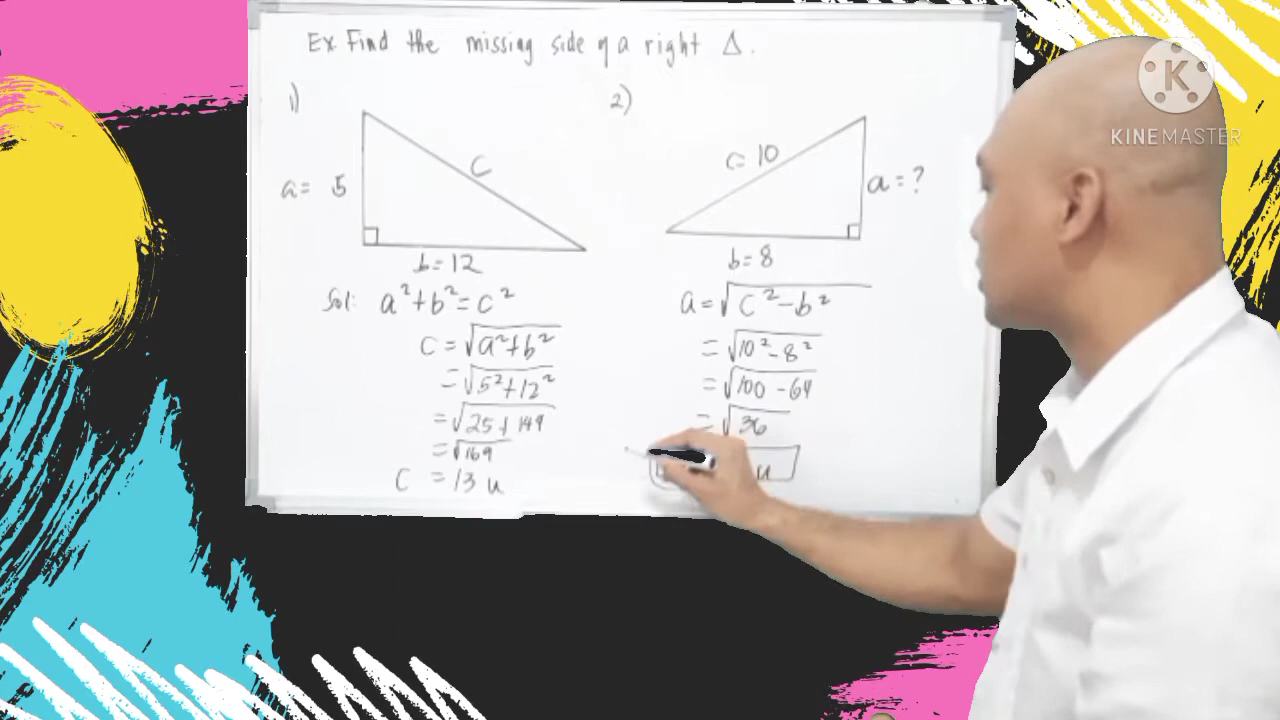 Ex Find the missing side of a right Δ.
1)
a = 5
c
b = 12
Sol: a²+b²=c²
c = √a²+b²
= √5²+12²
= √25+144
= √169
c = 13 u
2)
c = 10
a = ?
b = 8
a = √c²-b²
= √10²-8²
= √100-64
= √36
u
K
KINEMASTER